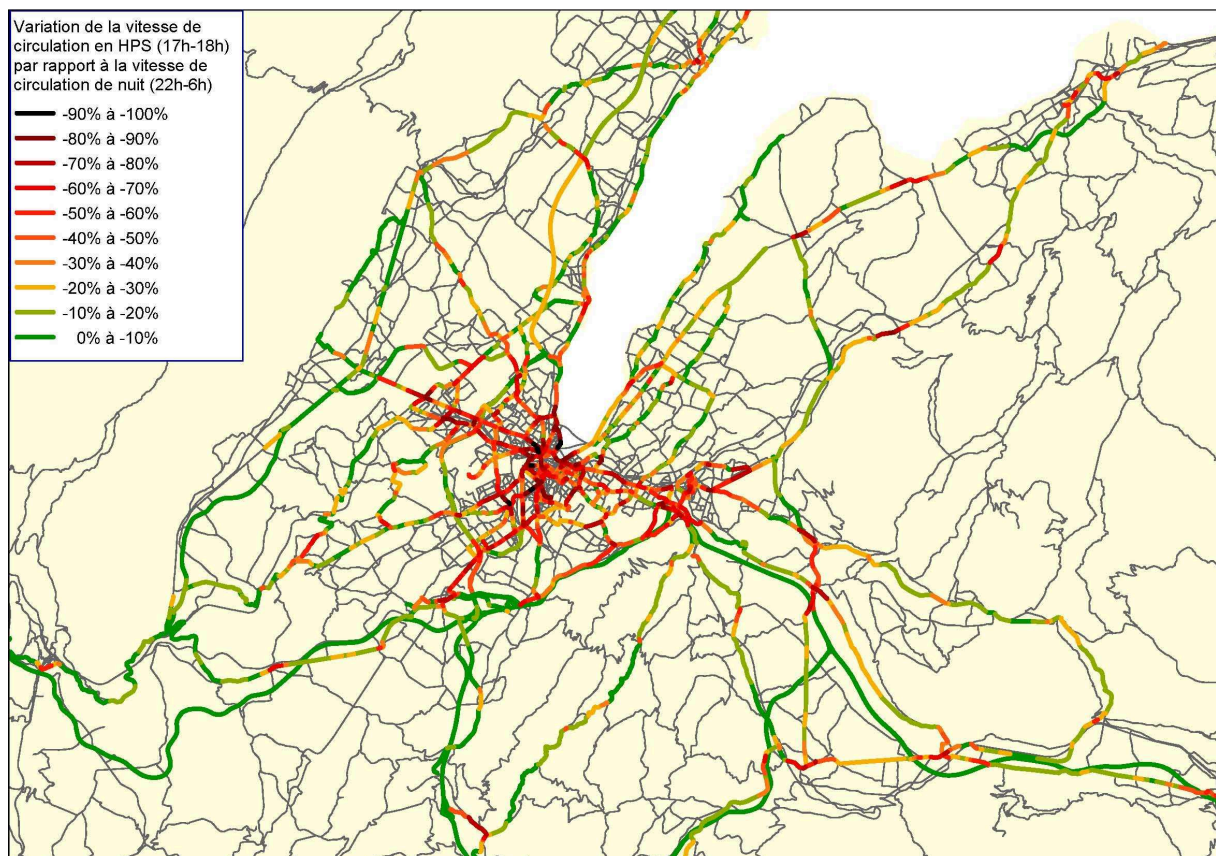 Variation de la vitesse de
circulation en HPS (17h-18h)
par rapport à la vitesse de
circulation de nuit (22h-6h)
-90% à -100%
-80% à -90%
-70% à -80%
-60% à -70%
-50% à -60%
-40% à -50%
-30% à -40%
-20% à -30%
-10% à -20%
0% à -10%